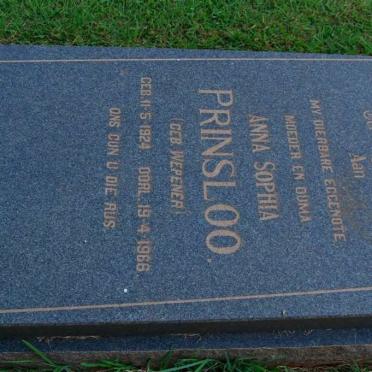 Aan
MY DIERBARE EGGENOTE,
MOEDER EN OUMA
ANNA SOPHIA
PRINSLOO.
(GEB. WEPENER)
GEB. 11-5-1924 OORL. 19-4-1966
ONS GUN U DIE RUS